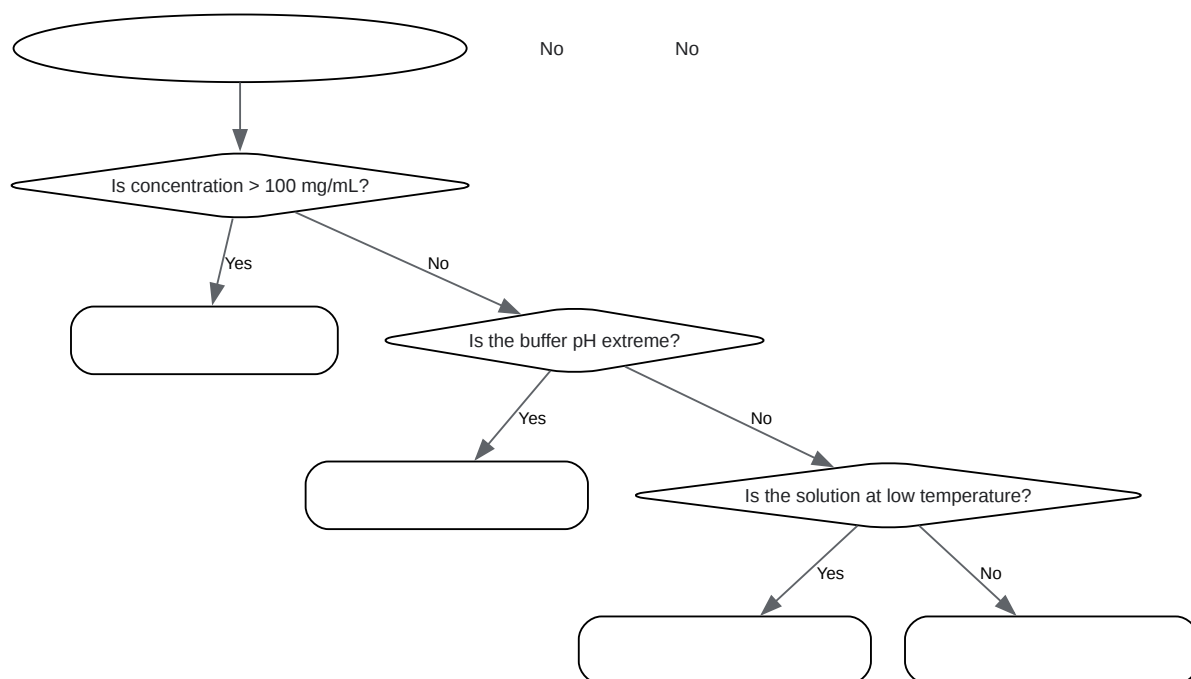 No
No
Is concentration > 100 mg/mL?
Yes
No
Is the buffer pH extreme?
Yes
No
Is the solution at low temperature?
Yes
No